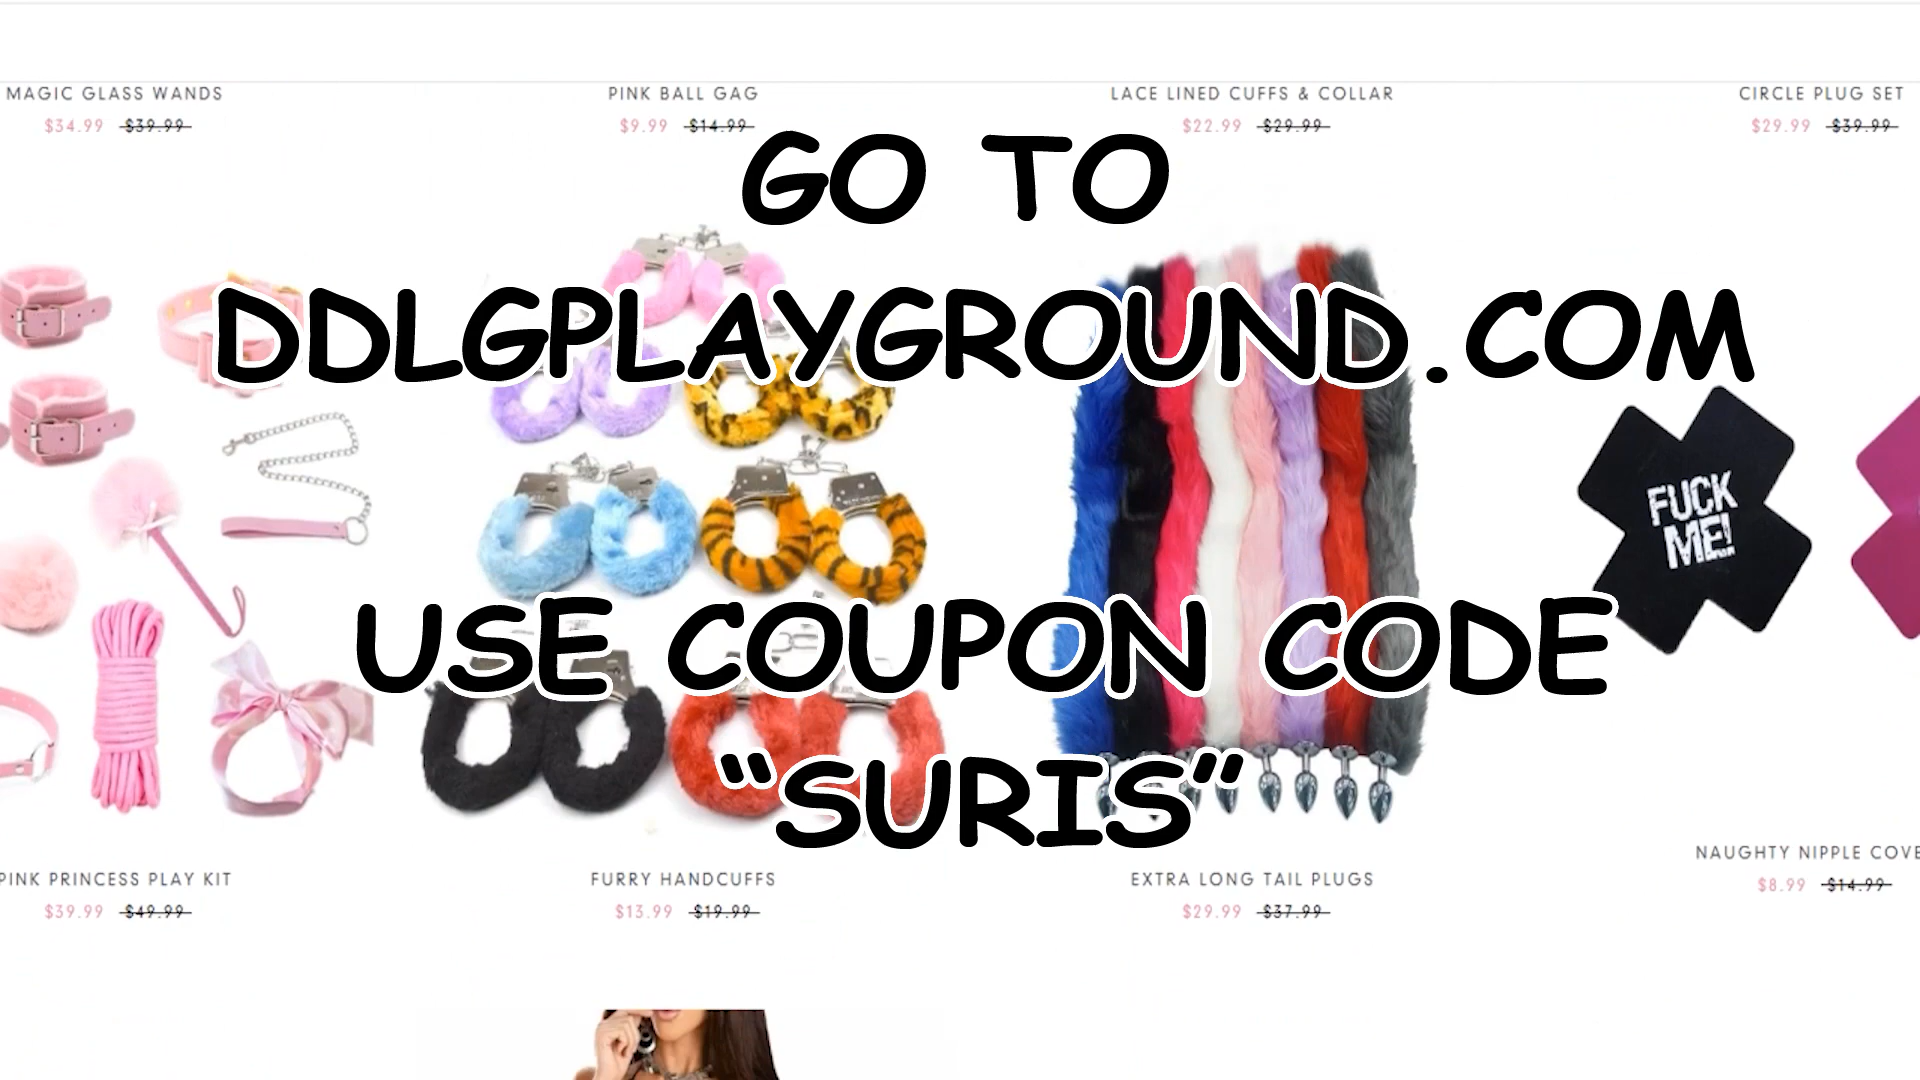 MAGIC GLASS WANDS
$34.99 $39.99
PINK BALL GAG
$9.99 $14.99
LACE LINED CUFFS & COLLAR
$22.99 $29.99
CIRCLE PLUG SET
$29.99 $39.99
GO TO
DDLGPLAYGROUND.COM
FUCK
ME!
USE COUPON CODE
“SURIS”
PINK PRINCESS PLAY KIT
$39.99 $49.99
FURRY HANDCUFFS
$13.99 $19.99
EXTRA LONG TAIL PLUGS
$29.99 $37.99
NAUGHTY NIPPLE COVE
$8.99 $14.99